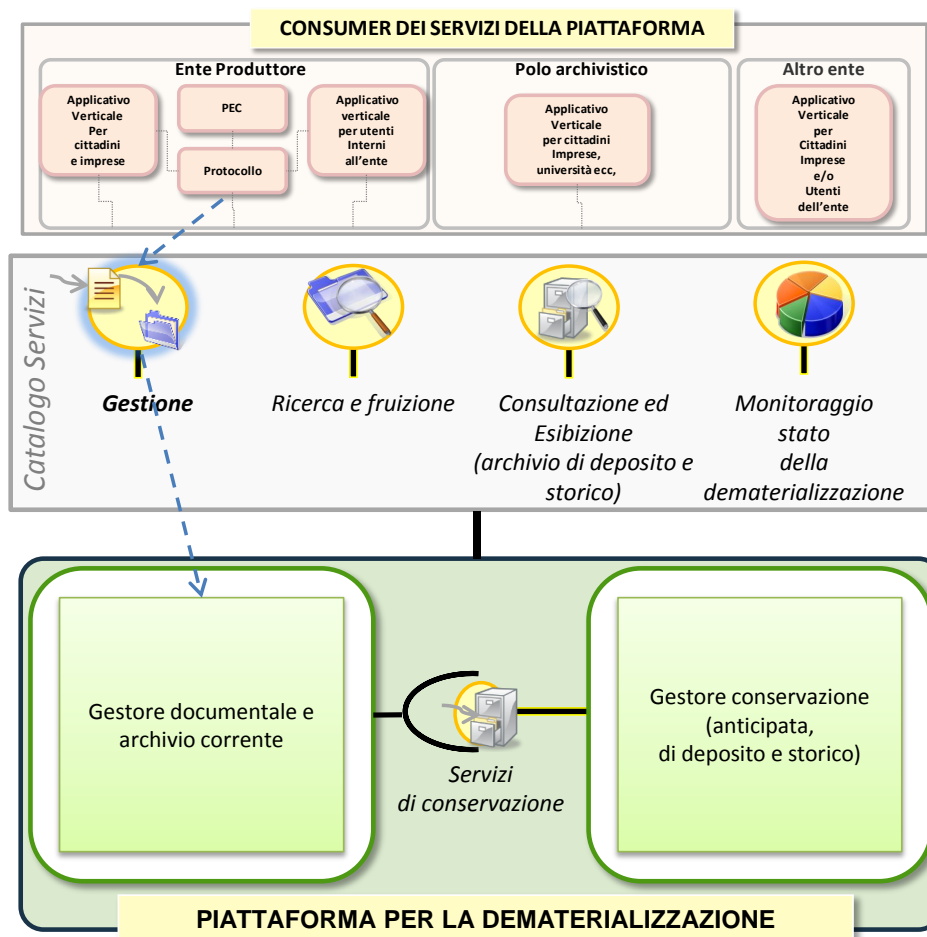 CONSUMER DEI SERVIZI DELLA PIATTAFORMA
Ente Produttore
Applicativo
Verticale
Per
cittadini
e imprese
PEC
Protocollo
Applicativo
verticale
per utenti
Interni
all'ente
Polo archivistico
Applicativo
Verticale
per cittadini
Imprese,
università ecc,
Altro ente
Applicativo
Verticale
per
Cittadini
Imprese
e/o
Utenti
dell'ente
Catalogo Servizi
Gestione
Ricerca e fruizione
Consultazione ed
Esibizione
(archivio di deposito e
storico)
Monitoraggio
stato
della
dematerializzazione
Gestore documentale e
archivio corrente
Servizi
di conservazione
Gestore conservazione
(anticipata,
di deposito e storico)
PIATTAFORMA PER LA DEMATERIALIZZAZIONE